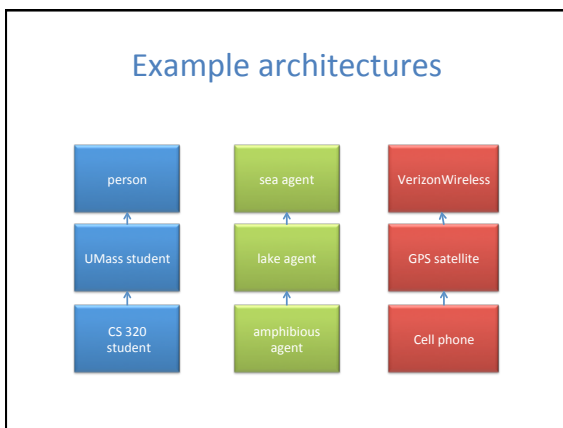 Example architectures
person
sea agent
VerizonWireless
UMass student
lake agent
GPS satellite
CS 320
student
amphibious
agent
Cell phone